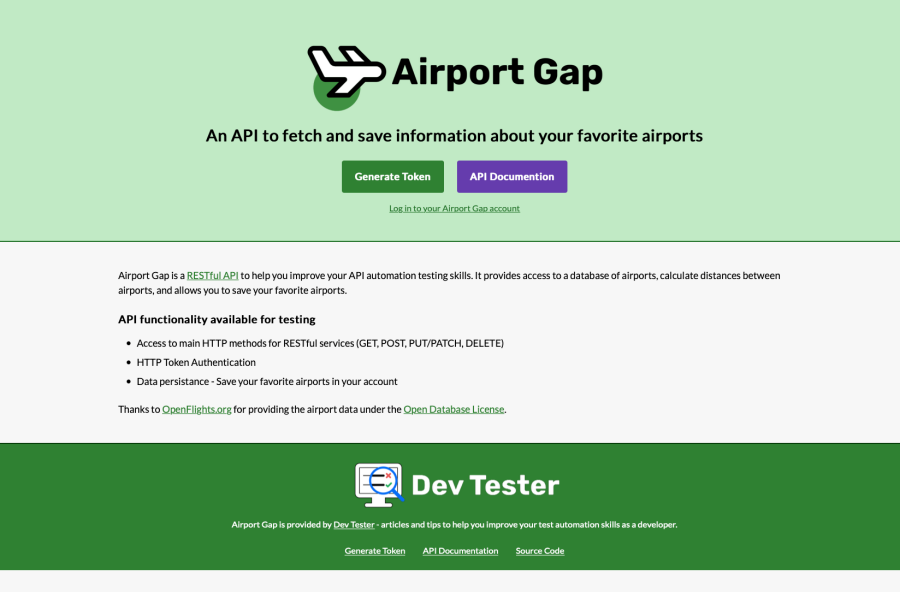 Airport Gap
An API to fetch and save information about your favorite airports
Generate Token
API Documention
Log in to your Airport Gap account
Airport Gap is a RESTful API to help you improve your API automation testing skills. It provides access to a database of airports, calculate distances between
airports, and allows you to save your favorite airports.
API functionality available for testing
Access to main HTTP methods for RESTful services (GET, POST, PUT/PATCH, DELETE)
HTTP Token Authentication
Data persistance - Save your favorite airports in your account
Thanks to OpenFlights.org for providing the airport data under the Open Database License.
Dev Tester
Airport Gap is provided by Dev Tester - articles and tips to help you improve your test automation skills as a developer.
Generate Token
API Documentation
Source Code